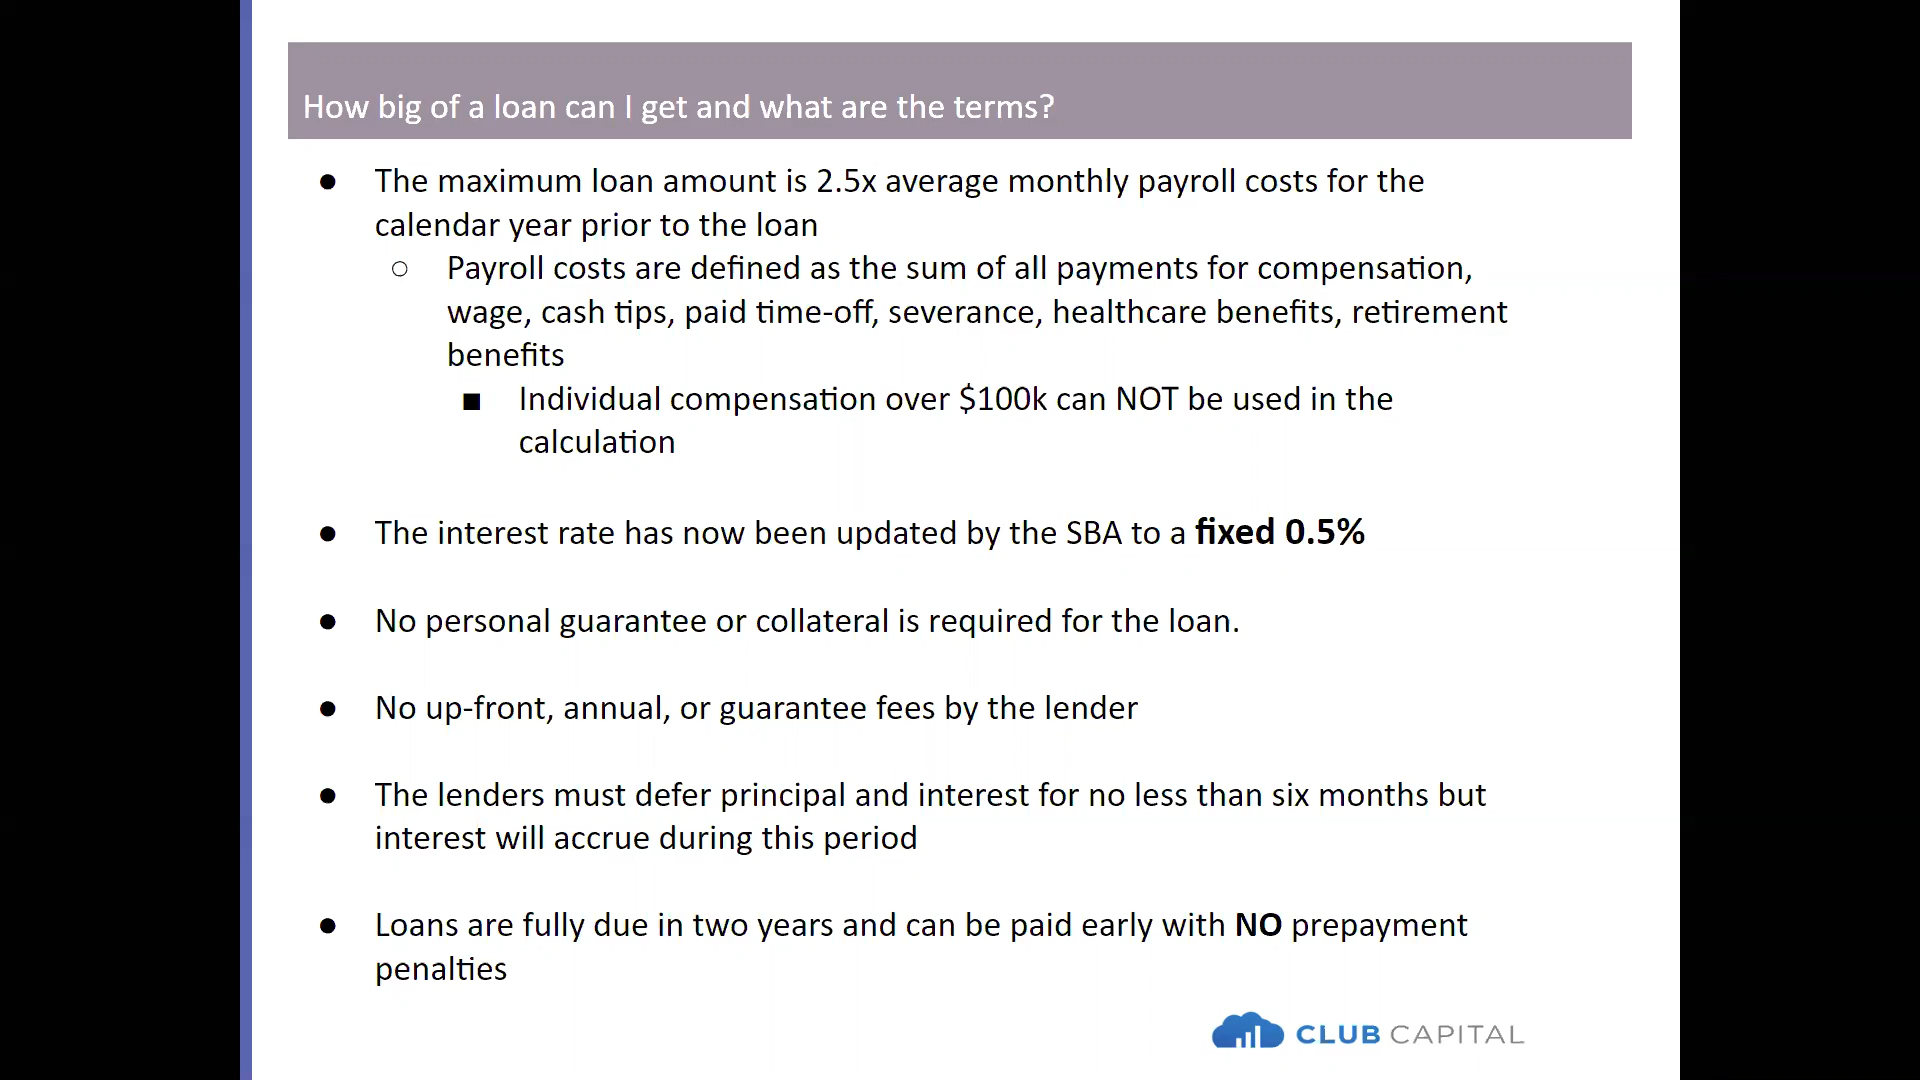 How big of a loan can I get and what are the terms?
● The maximum loan amount is 2.5x average monthly payroll costs for the
calendar year prior to the loan
○ Payroll costs are defined as the sum of all payments for compensation,
wage, cash tips, paid time-off, severance, healthcare benefits, retirement
benefits
■ Individual compensation over $100k can NOT be used in the
calculation
● The interest rate has now been updated by the SBA to a fixed 0.5%
● No personal guarantee or collateral is required for the loan.
● No up-front, annual, or guarantee fees by the lender
● The lenders must defer principal and interest for no less than six months but
interest will accrue during this period
● Loans are fully due in two years and can be paid early with NO prepayment
penalties
CLUB CAPITAL